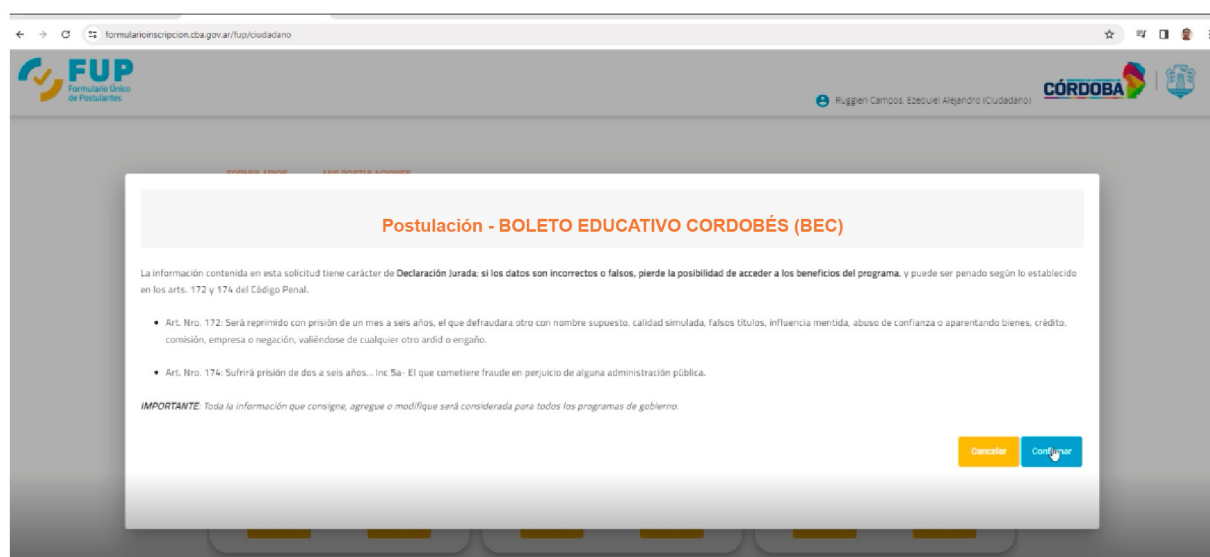 formularioinscripcion.cba.gov.ar/fup/ciudadano
FUP
Formulario Único
de Postulantes
Ruggieri Campos, Ezequiel Alejandro (Ciudadano)
CÓRDOBA
FORMULARIOS MIS POSTULACIONES
Postulación - BOLETO EDUCATIVO CORDOBÉS (BEC)
La información contenida en esta solicitud tiene carácter de Declaración Jurada; si los datos son incorrectos o falsos, pierde la posibilidad de acceder a los beneficios del programa, y puede ser penado según lo establecido
en los arts. 172 y 174 del Código Penal.
• Art. Nro. 172: Será reprimido con prisión de un mes a seis años, el que defraudara otro con nombre supuesto, calidad simulada, falsos títulos, influencia mentida, abuso de confianza o aparentando bienes, crédito,
comisión, empresa o negación, valiéndose de cualquier otro ardid o engaño.
• Art. Nro. 174: Sufrirá prisión de dos a seis años... Inc 5a- El que cometiere fraude en perjuicio de alguna administración pública.
IMPORTANTE: Toda la información que consigne, agregue o modifique será considerada para todos los programas de gobierno.
Cancelar Confirmar